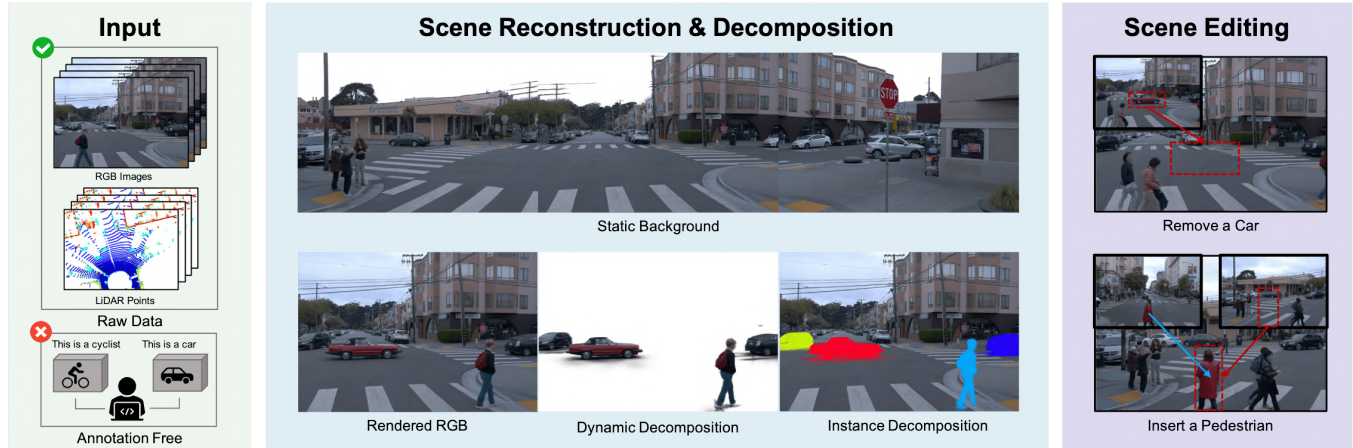 Input
RGB Images
LiDAR Points
Raw Data
This is a cyclist
This is a car
Annotation Free
Scene Reconstruction & Decomposition
STOP
Static Background
Rendered RGB
Dynamic Decomposition
Instance Decomposition
Scene Editing
Remove a Car
Insert a Pedestrian